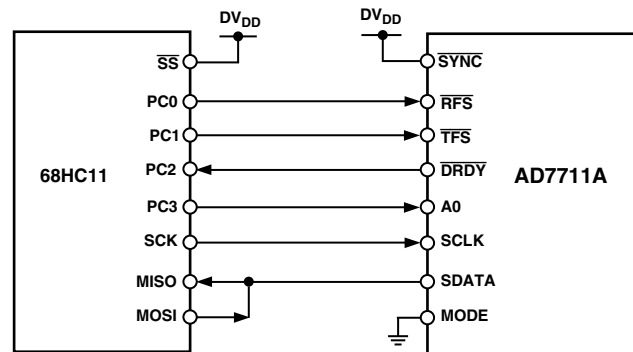 DVDD DVDD
SS SYNC
PC0 RFS
PC1 TFS
PC2 DRDY
68HC11 AD7711A
PC3 A0
SCK SCLK
MISO SDATA
MOSI MODE